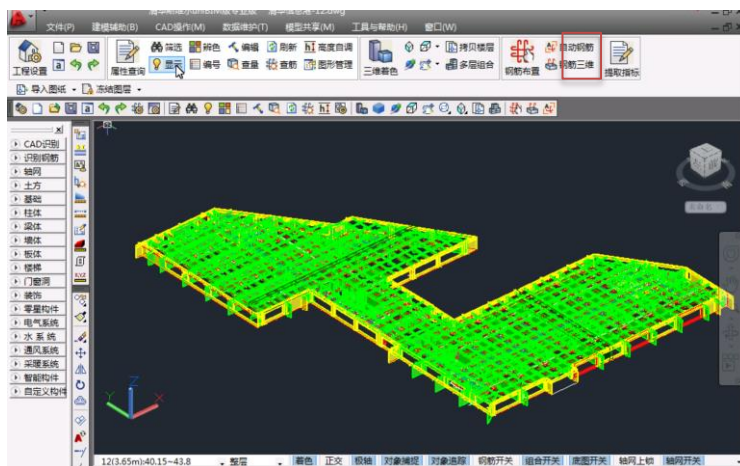 文件(F) 建模辅助(B) CAD操作(M) 数据维护(T) 模型共享(M) 工具与帮助(H) 窗口(W)
筛选 辨色 编辑 刷新 高度自调 拷贝楼层 自动钢筋
工程设置 属性查询 显示 编号 查量 查筋 图形管理 三维着色 多层组合 钢筋布置 钢筋三维 提取指标
导入图纸 冻结图层
CAD识别
识别钢筋
轴网
土方
基础
柱体
梁体
墙体
板体
楼梯
门窗洞
装饰
零星构件
电气系统
水系统
通风系统
采暖系统
智能构件
自定义构件
Z
Y
X
12(3.65m):40.15~43.8 整层 着色 正交 极轴 对象捕捉 对象追踪 钢筋开关 组合开关 底图开关 轴网上锁 轴网开关